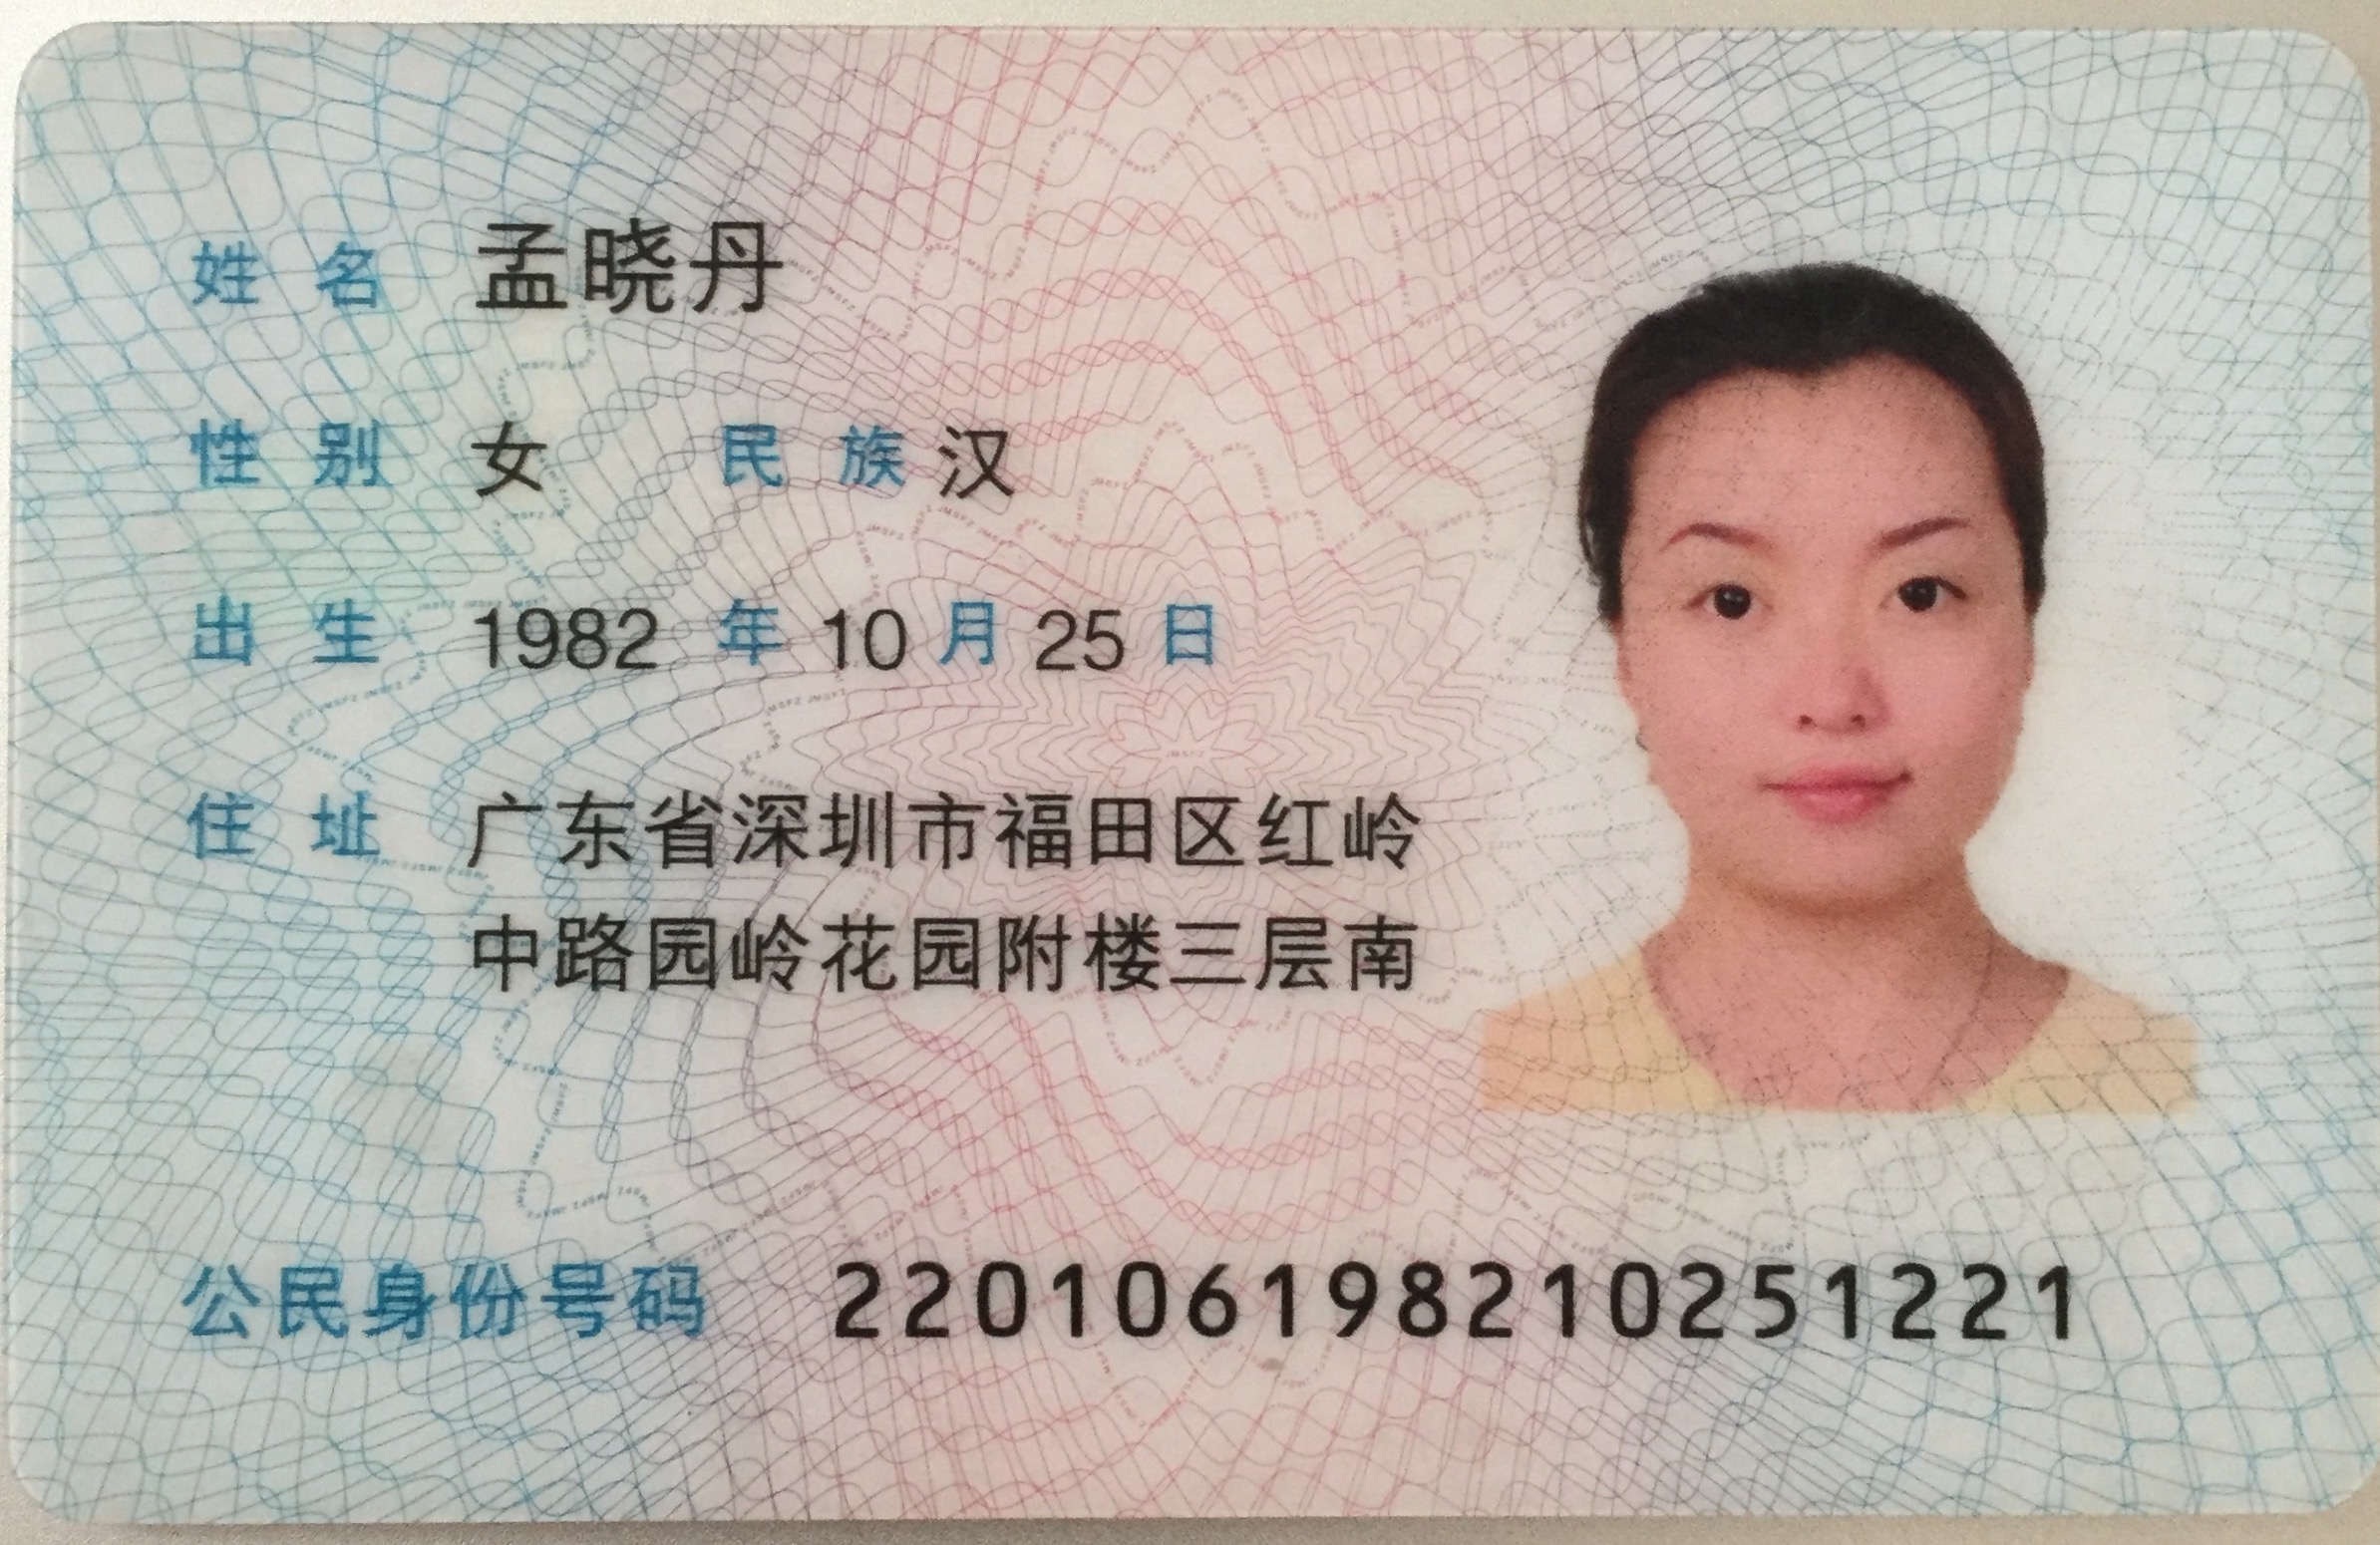 姓名 孟晓丹
性别 女 民族 汉
出生 1982 年 10 月 25 日
住址 广东省深圳市福田区红岭
中路园岭花园附楼三层南
公民身份号码 220106198210251221